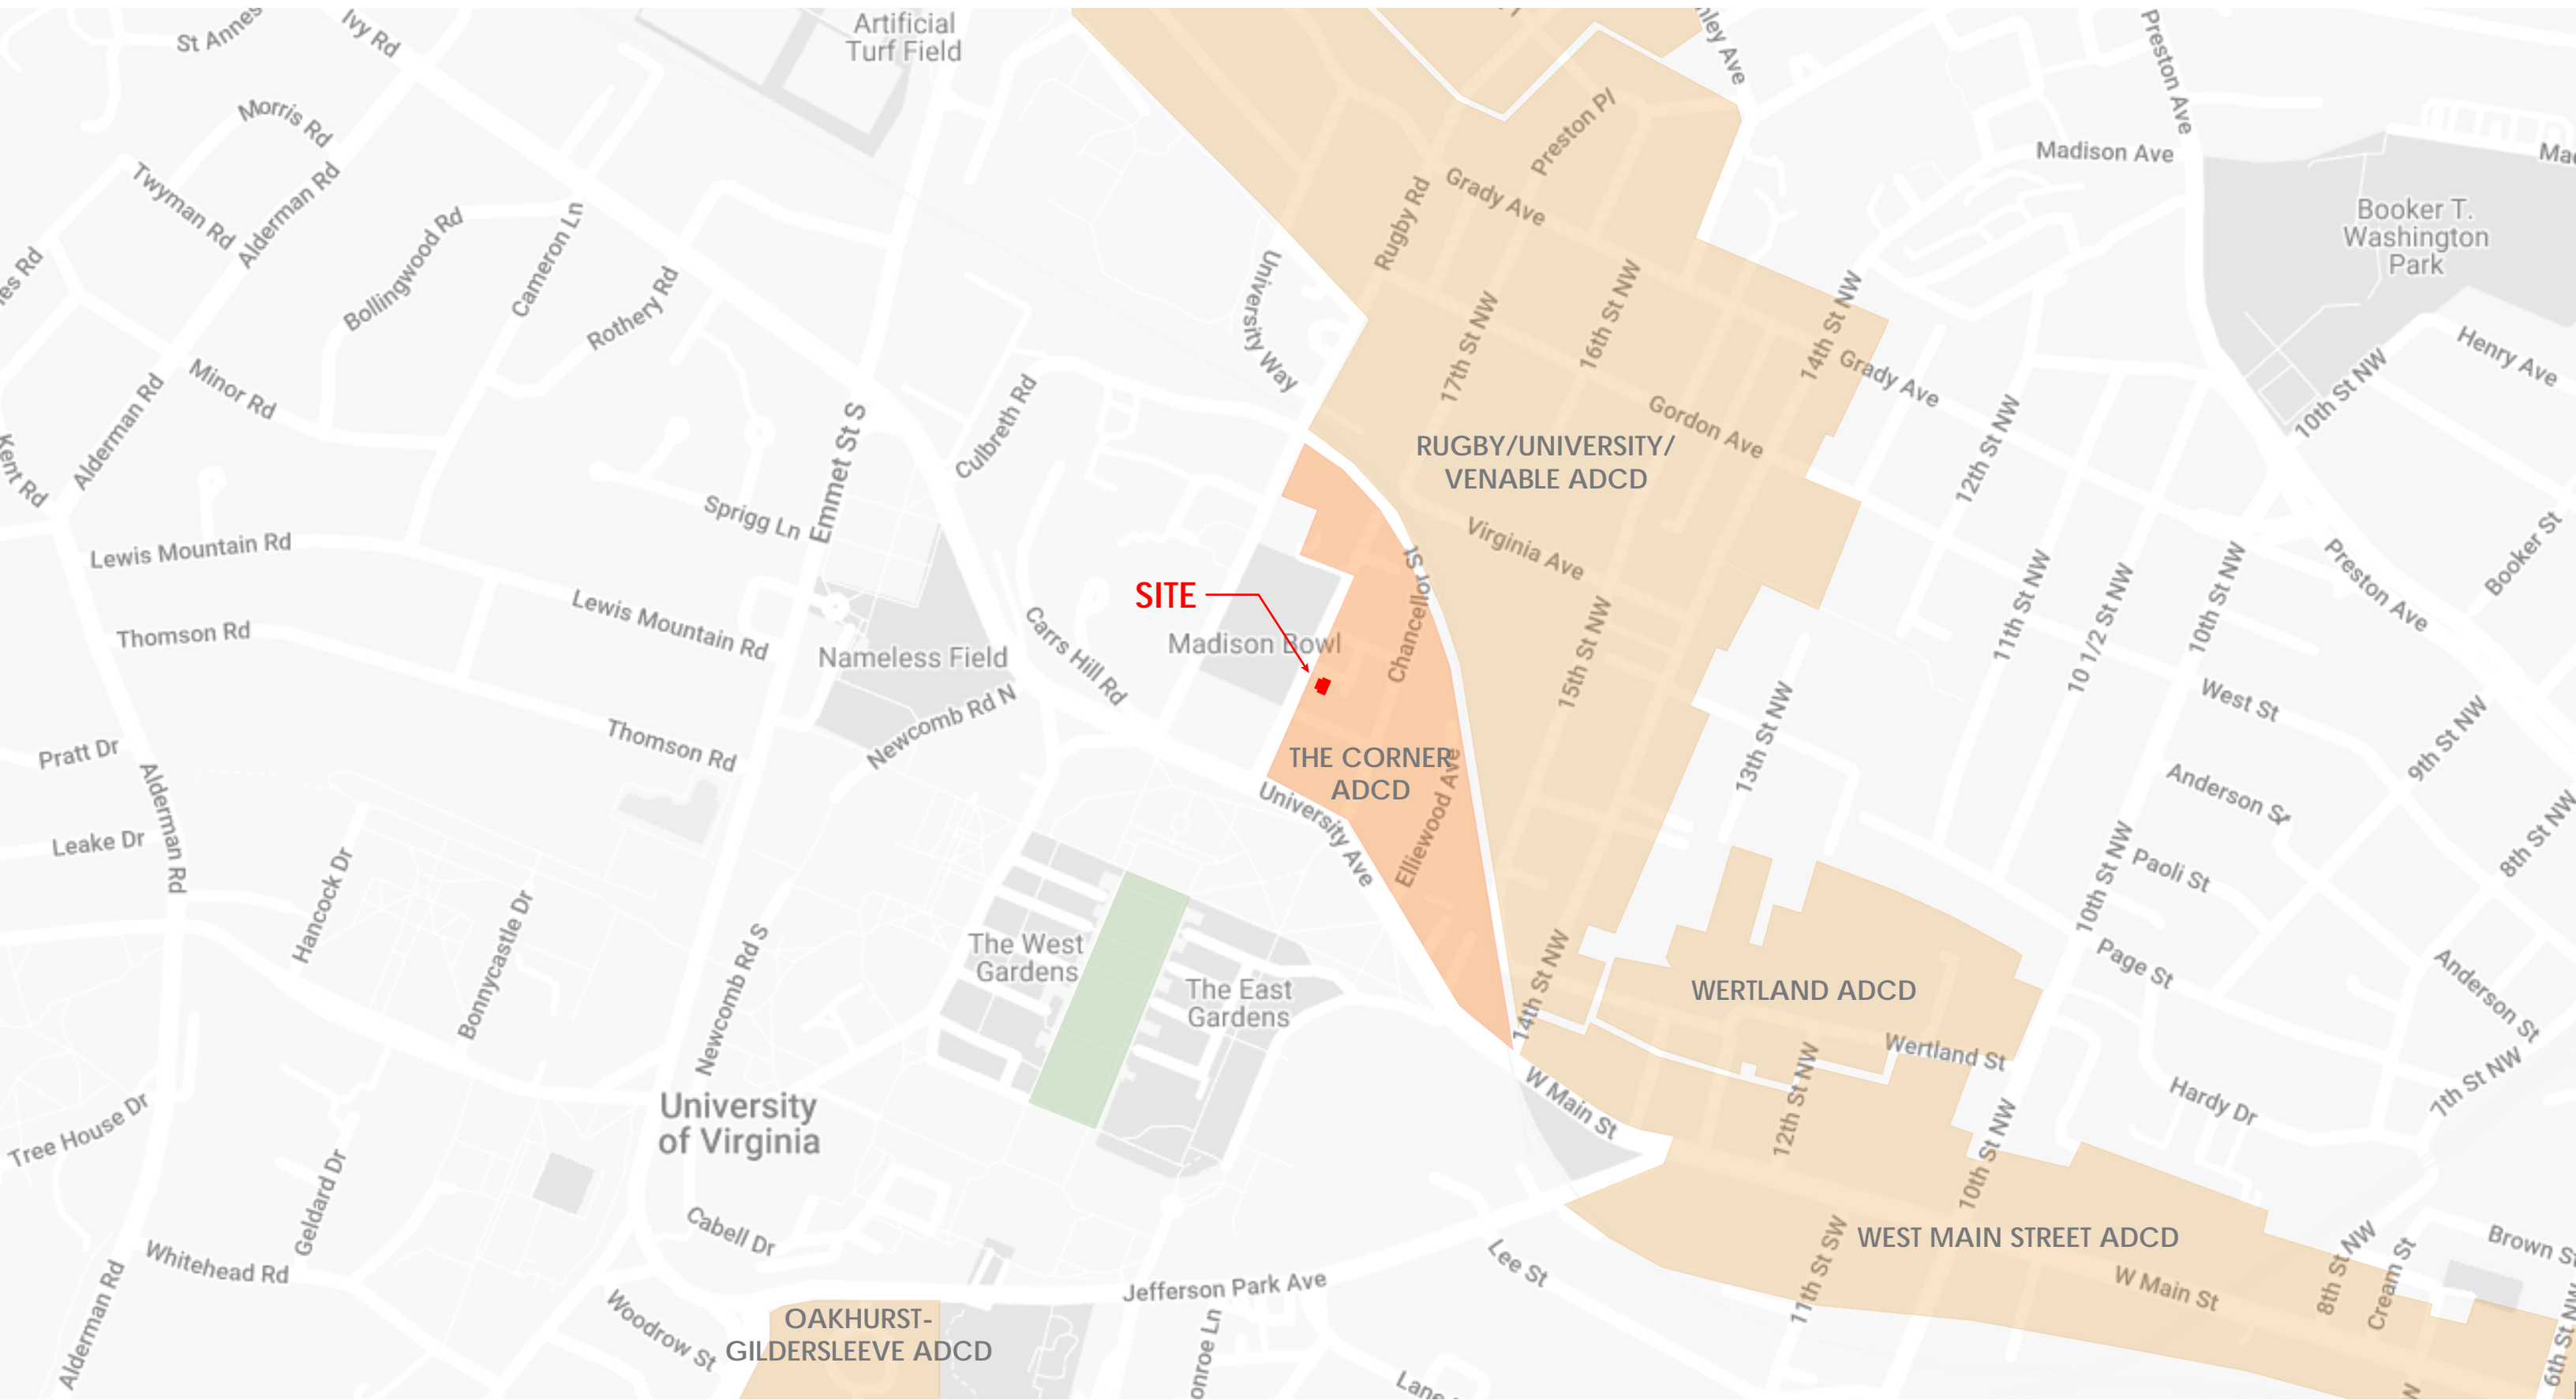 St Annes
Ivy Rd
Artificial
Turf Field
Preston Ave
Morris Rd
Twyman Rd
Alderman Rd
Bollingwood Rd
Cameron Ln
Rothery Rd
University Way
Rugby Rd
Preston Pl
Grady Ave
17th St NW
16th St NW
14th St NW
Grady Ave
Madison Ave
Booker T.
Washington
Park
Henry Ave
10th St NW
Minor Rd
Alderman Rd
Kent Rd
Emmet St S
Culbreth Rd
RUGBY/UNIVERSITY/
VENABLE ADCD
Gordon Ave
12th St NW
Sprigg Ln
Lewis Mountain Rd
Virginia Ave
Chancellor St
11th St NW
10 1/2 St NW
10th St NW
Preston Ave
Booker St
SITE
Madison Bowl
Thomson Rd
Lewis Mountain Rd
Nameless Field
Carrs Hill Rd
15th St NW
West St
9th St NW
Newcomb Rd N
Pratt Dr
Thomson Rd
THE CORNER
ADCD
13th St NW
Anderson St
8th St NW
Alderman Rd
Leake Dr
University Ave
Elliewood Ave
Paoli St
10th St NW
Hancock Dr
Bonnycastle Dr
Newcomb Rd S
The West
Gardens
The East
Gardens
14th St NW
WERTLAND ADCD
Wertland St
Page St
Anderson St
7th St NW
Hardy Dr
University
of Virginia
W Main St
12th St NW
10th St NW
Tree House Dr
Geldard Dr
Whitehead Rd
Cabell Dr
Alderman Rd
Woodrow St
OAKHURST-
GILDERSLEEVE ADCD
Jefferson Park Ave
Lee St
11th St SW
WEST MAIN STREET ADCD
W Main St
8th St NW
Cream St
Brown St
6th St NW